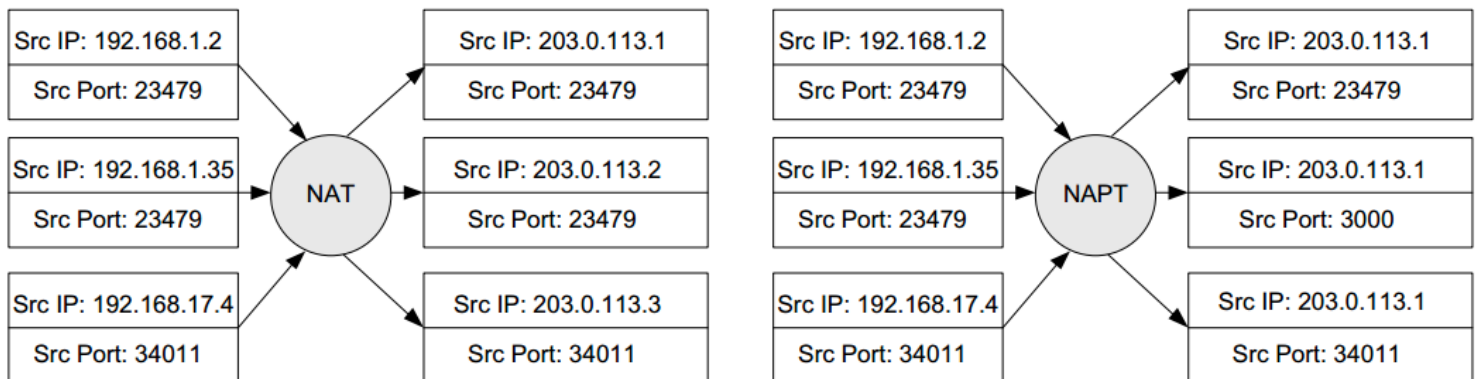 Src IP: 192.168.1.2
Src Port: 23479
Src IP: 192.168.1.35
Src Port: 23479
Src IP: 192.168.17.4
Src Port: 34011
NAT
Src IP: 203.0.113.1
Src Port: 23479
Src IP: 203.0.113.2
Src Port: 23479
Src IP: 203.0.113.3
Src Port: 34011
Src IP: 192.168.1.2
Src Port: 23479
Src IP: 192.168.1.35
Src Port: 23479
Src IP: 192.168.17.4
Src Port: 34011
NAPT
Src IP: 203.0.113.1
Src Port: 23479
Src IP: 203.0.113.1
Src Port: 3000
Src IP: 203.0.113.1
Src Port: 34011